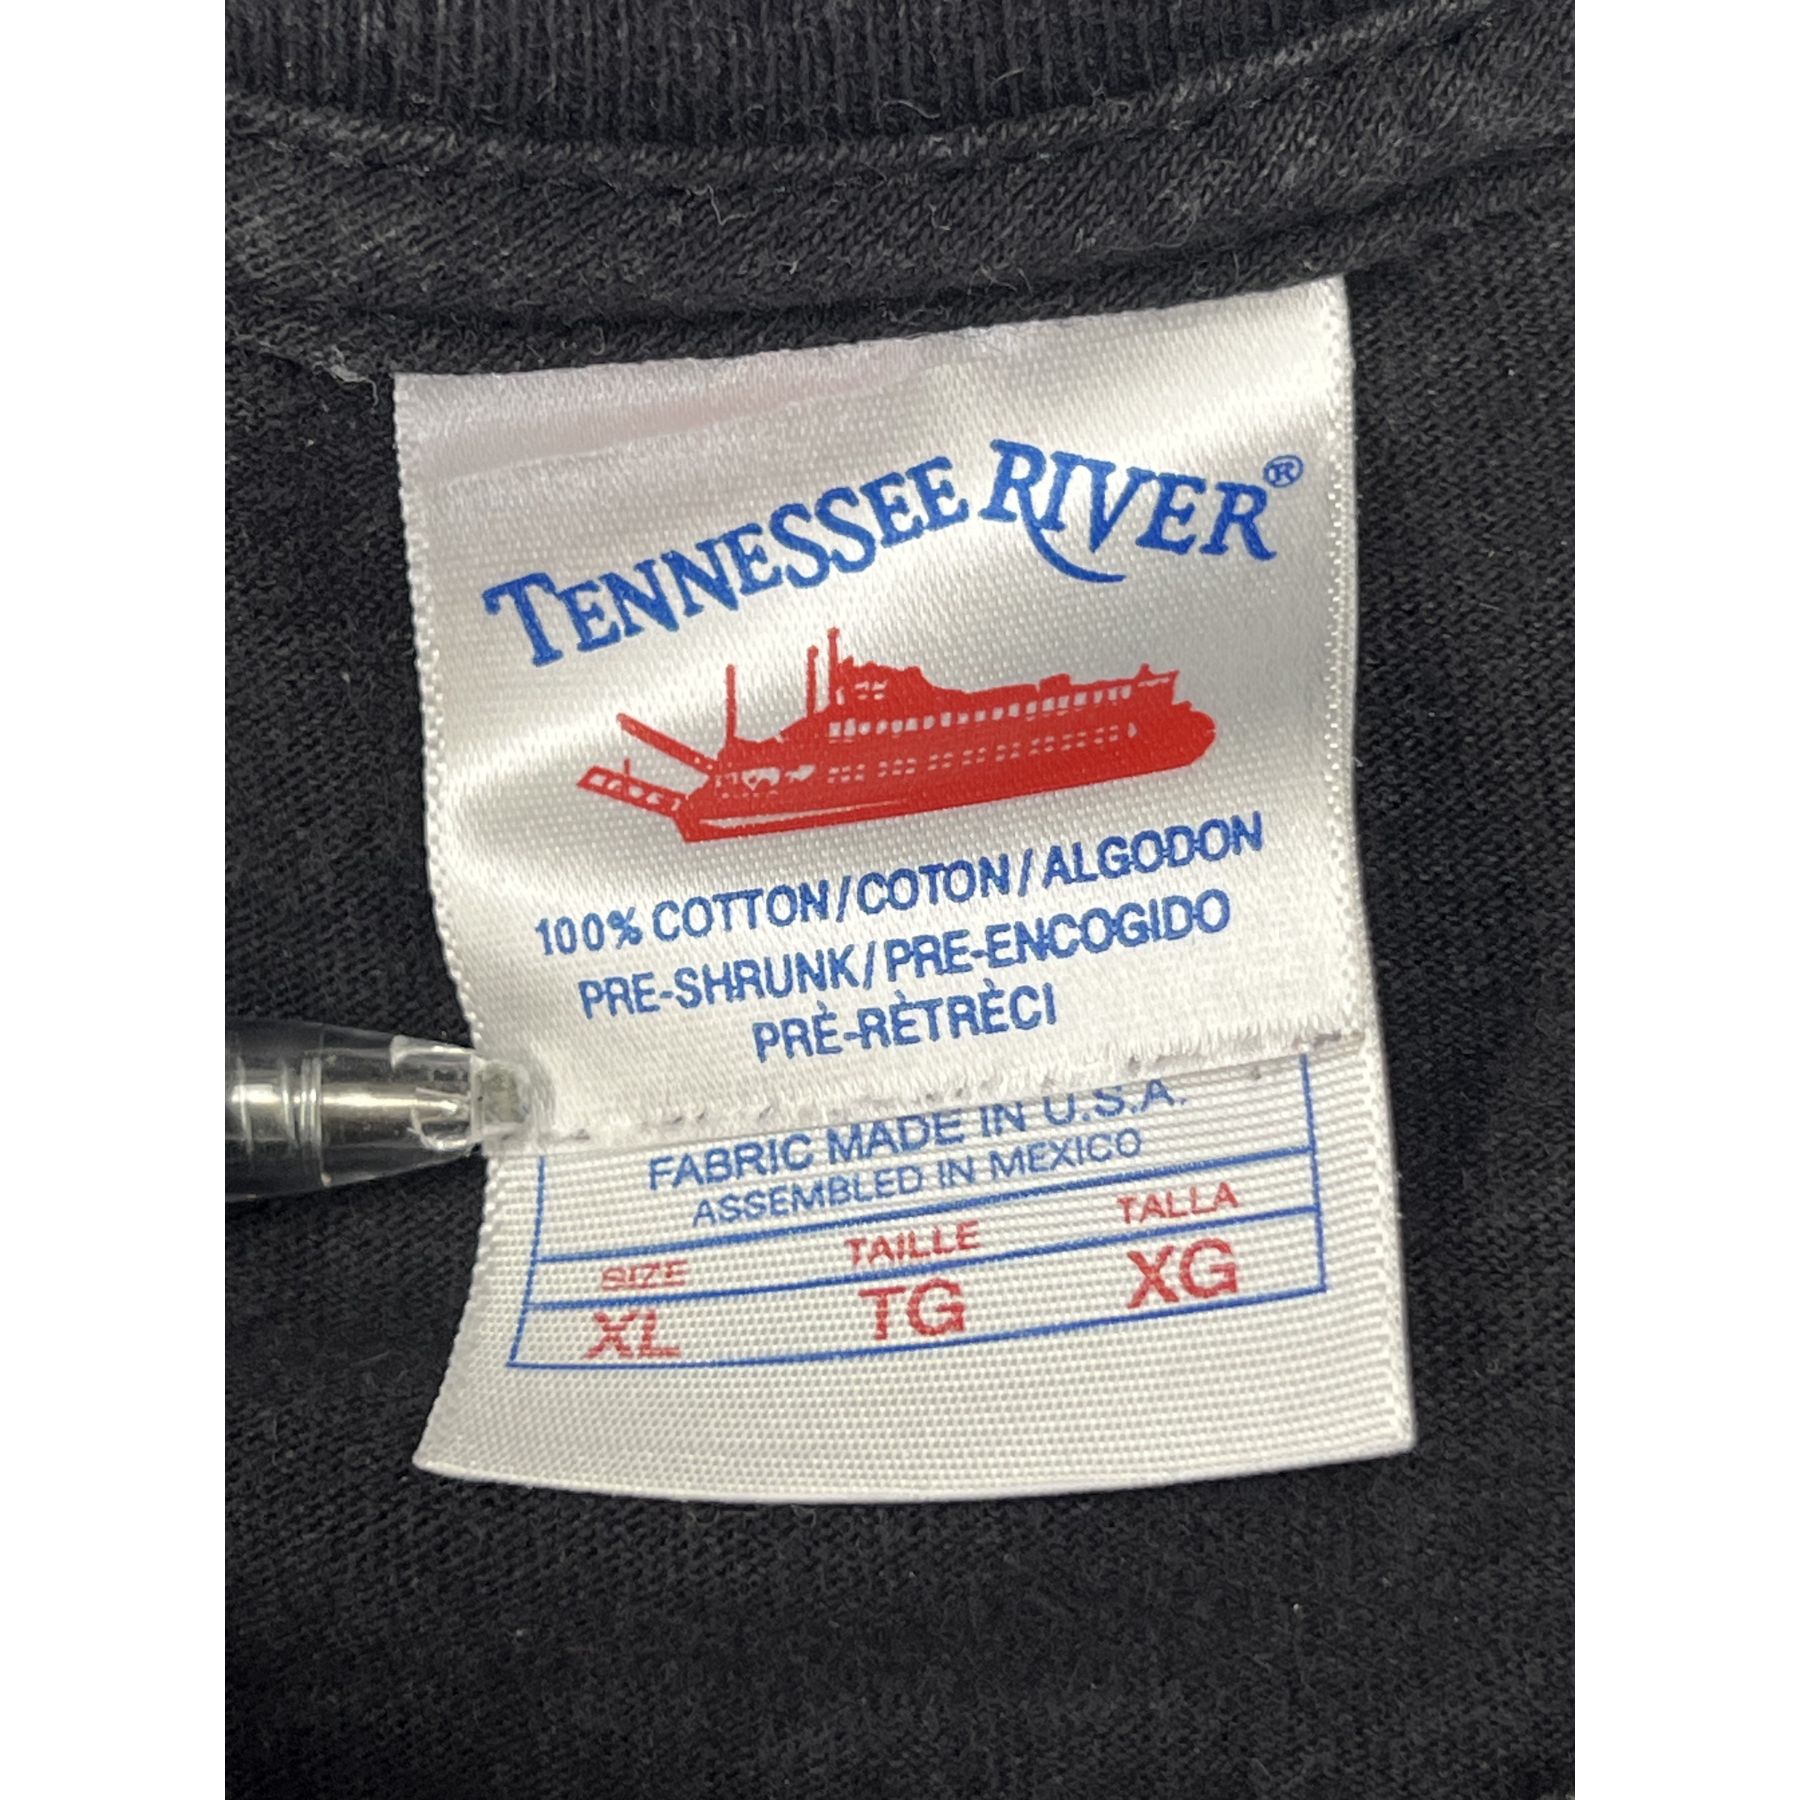 TENNESSEE RIVER®
100% COTTON/COTON/ALGODON
PRE-SHRUNK/PRE-ENCOGIDO
PRÈ-RÈTRÈCI
FABRIC MADE IN U.S.A.
ASSEMBLED IN MEXICO
SIZE TAILLE TALLA
XL TG XG